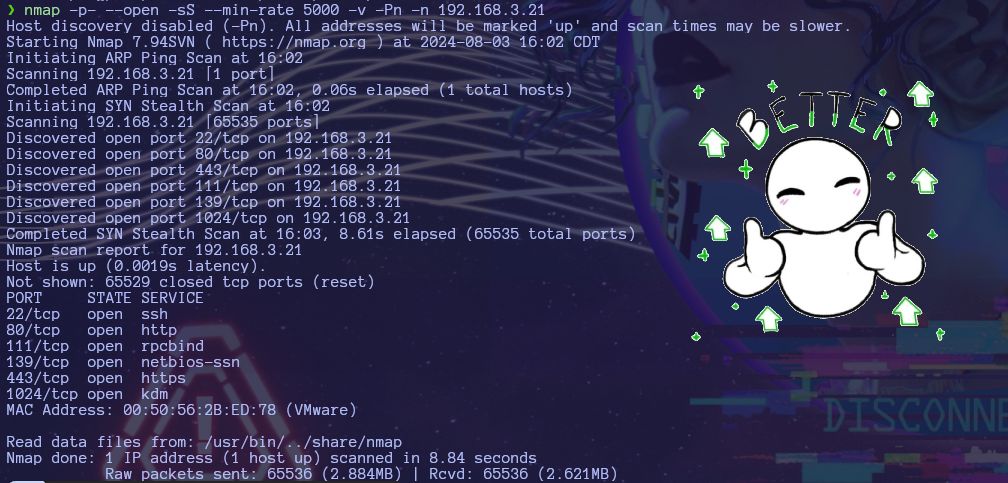 ❯ nmap -p- --open -sS --min-rate 5000 -v -Pn -n 192.168.3.21
Host discovery disabled (-Pn). All addresses will be marked 'up' and scan times may be slower.
Starting Nmap 7.94SVN ( https://nmap.org ) at 2024-08-03 16:02 CDT
Initiating ARP Ping Scan at 16:02
Scanning 192.168.3.21 [1 port]
Completed ARP Ping Scan at 16:02, 0.06s elapsed (1 total hosts)
Initiating SYN Stealth Scan at 16:02
Scanning 192.168.3.21 [65535 ports]
Discovered open port 22/tcp on 192.168.3.21
Discovered open port 80/tcp on 192.168.3.21
Discovered open port 443/tcp on 192.168.3.21
Discovered open port 111/tcp on 192.168.3.21
Discovered open port 139/tcp on 192.168.3.21
Discovered open port 1024/tcp on 192.168.3.21
Completed SYN Stealth Scan at 16:03, 8.61s elapsed (65535 total ports)
Nmap scan report for 192.168.3.21
Host is up (0.0019s latency).
Not shown: 65529 closed tcp ports (reset)
PORT     STATE SERVICE
22/tcp   open  ssh
80/tcp   open  http
111/tcp  open  rpcbind
139/tcp  open  netbios-ssn
443/tcp  open  https
1024/tcp open  kdm
MAC Address: 00:50:56:2B:ED:78 (VMware)
Read data files from: /usr/bin/../share/nmap
Nmap done: 1 IP address (1 host up) scanned in 8.84 seconds
Raw packets sent: 65536 (2.884MB) | Rcvd: 65536 (2.621MB)
BETTER
DISCONNE